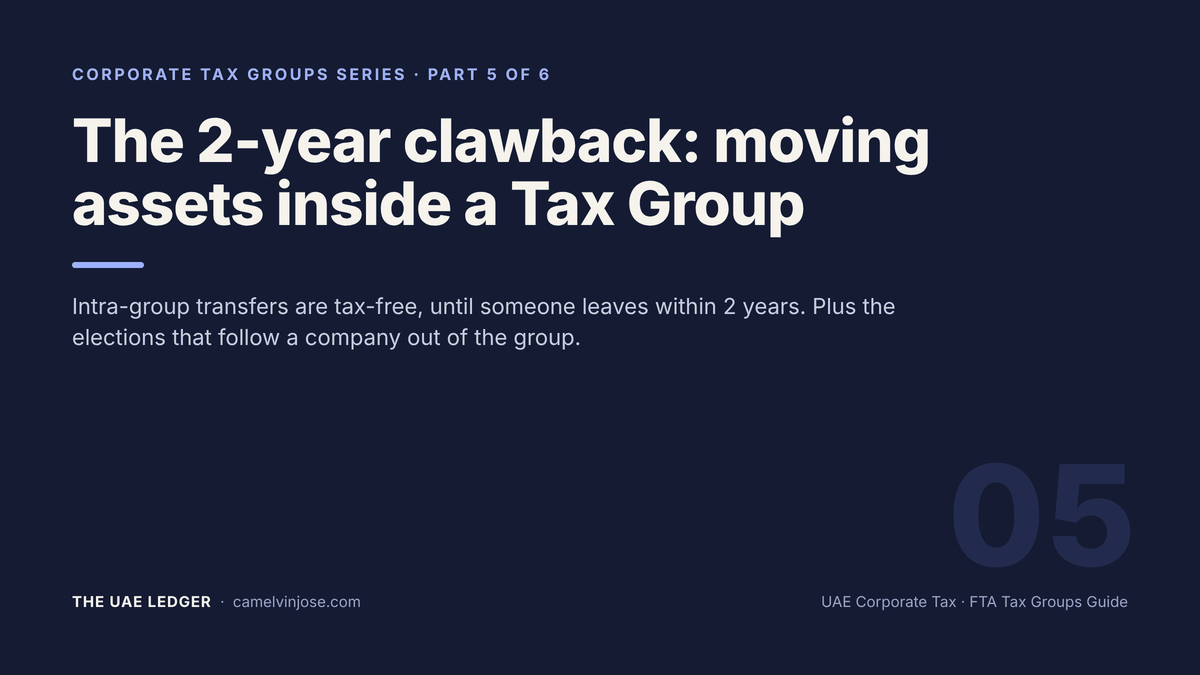 CORPORATE TAX GROUPS SERIES · PART 5 OF 6
The 2-year clawback: moving
assets inside a Tax Group
Intra-group transfers are tax-free, until someone leaves within 2 years. Plus the
elections that follow a company out of the group.
05
THE UAE LEDGER · camelvinjose.com
UAE Corporate Tax · FTA Tax Groups Guide